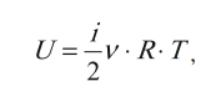 U = i/2 ν · R · T,